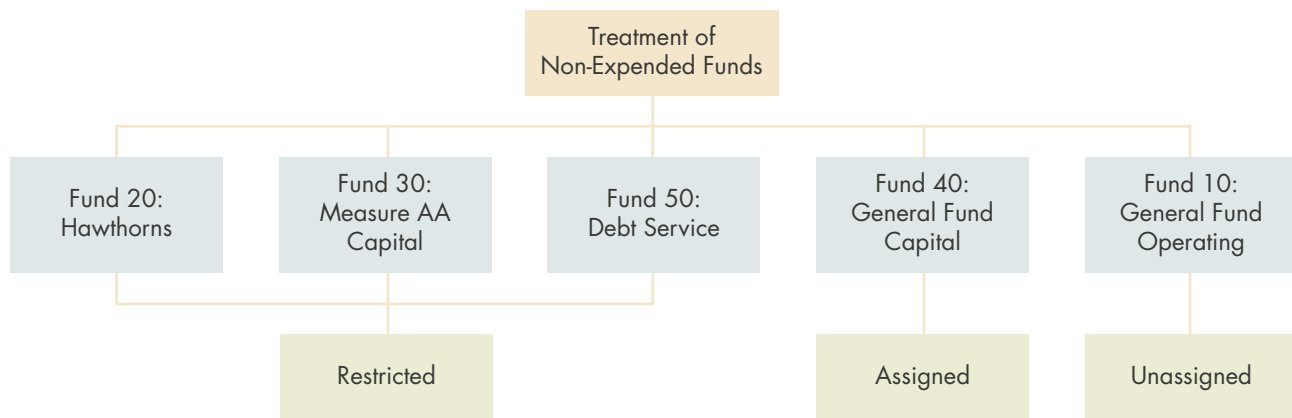 Treatment of
Non-Expended Funds
Fund 20:
Hawthorns
Fund 30:
Measure AA
Capital
Fund 50:
Debt Service
Fund 40:
General Fund
Capital
Fund 10:
General Fund
Operating
Restricted
Assigned
Unassigned